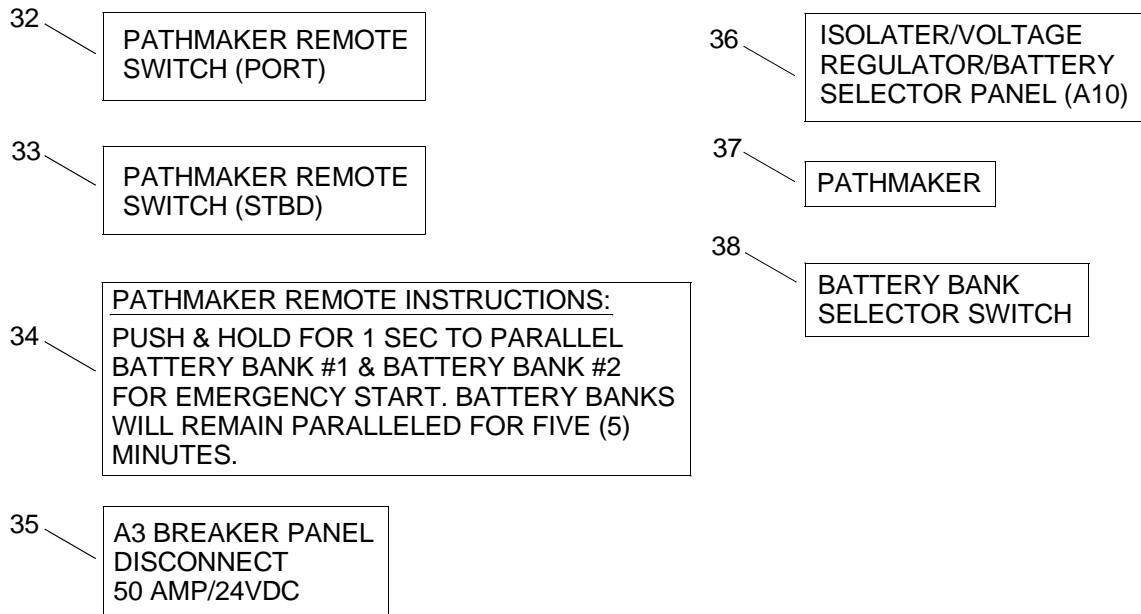 32
PATHMAKER REMOTE
SWITCH (PORT)
33
PATHMAKER REMOTE
SWITCH (STBD)
34
PATHMAKER REMOTE INSTRUCTIONS:
PUSH & HOLD FOR 1 SEC TO PARALLEL
BATTERY BANK #1 & BATTERY BANK #2
FOR EMERGENCY START. BATTERY BANKS
WILL REMAIN PARALLELED FOR FIVE (5)
MINUTES.
35
A3 BREAKER PANEL
DISCONNECT
50 AMP/24VDC
36
ISOLATER/VOLTAGE
REGULATOR/BATTERY
SELECTOR PANEL (A10)
37
PATHMAKER
38
BATTERY BANK
SELECTOR SWITCH